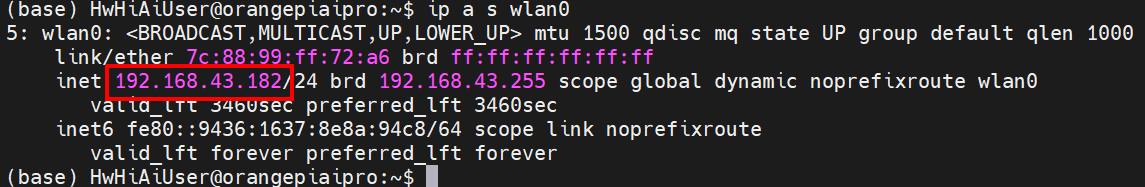 (base) HwHiAiUser@orangepiaipro:~$ ip a s wlan0
5: wlan0: <BROADCAST,MULTICAST,UP,LOWER_UP> mtu 1500 qdisc mq state UP group default qlen 1000
    link/ether 7c:88:99:ff:72:a6 brd ff:ff:ff:ff:ff:ff
    inet 192.168.43.182/24 brd 192.168.43.255 scope global dynamic noprefixroute wlan0
       valid_lft 3460sec preferred_lft 3460sec
    inet6 fe80::9436:1637:8e8a:94c8/64 scope link noprefixroute
       valid_lft forever preferred_lft forever
(base) HwHiAiUser@orangepiaipro:~$